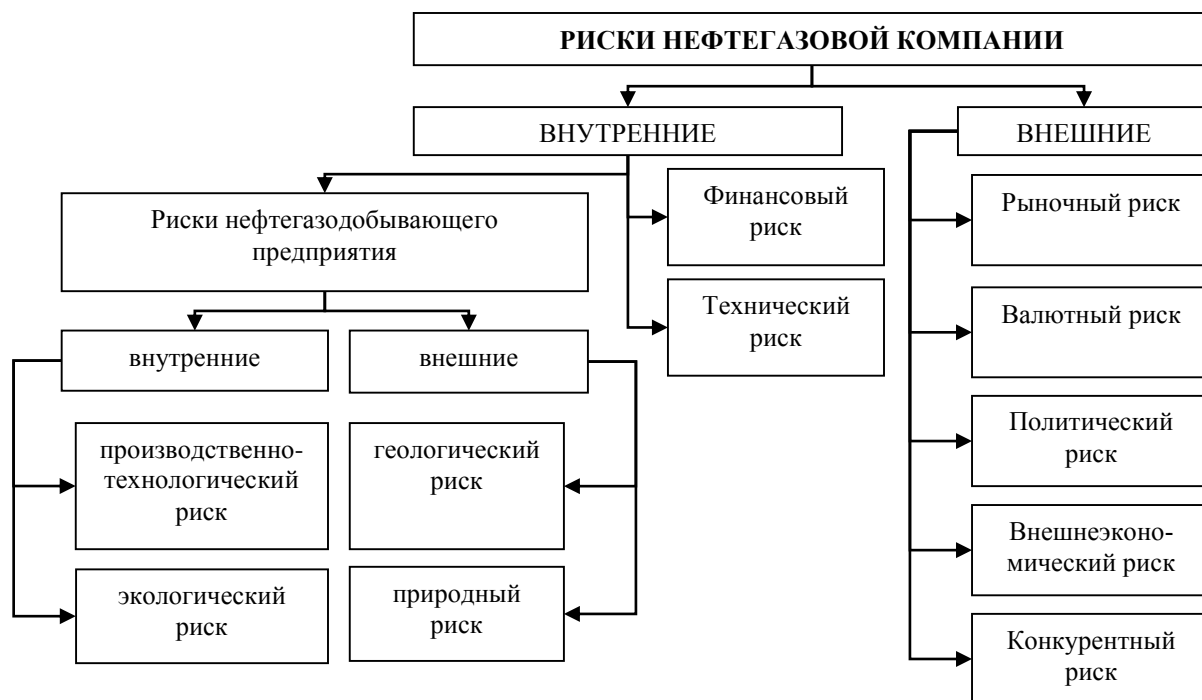 РИСКИ НЕФТЕГАЗОВОЙ КОМПАНИИ
ВНУТРЕННИЕ
ВНЕШНИЕ
Риски нефтегазодобывающего
предприятия
Финансовый
риск
Технический
риск
внутренние
внешние
производственно-
технологический
риск
экологический
риск
геологический
риск
природный
риск
Рыночный риск
Валютный риск
Политический
риск
Внешнеэконо-
мический риск
Конкурентный
риск